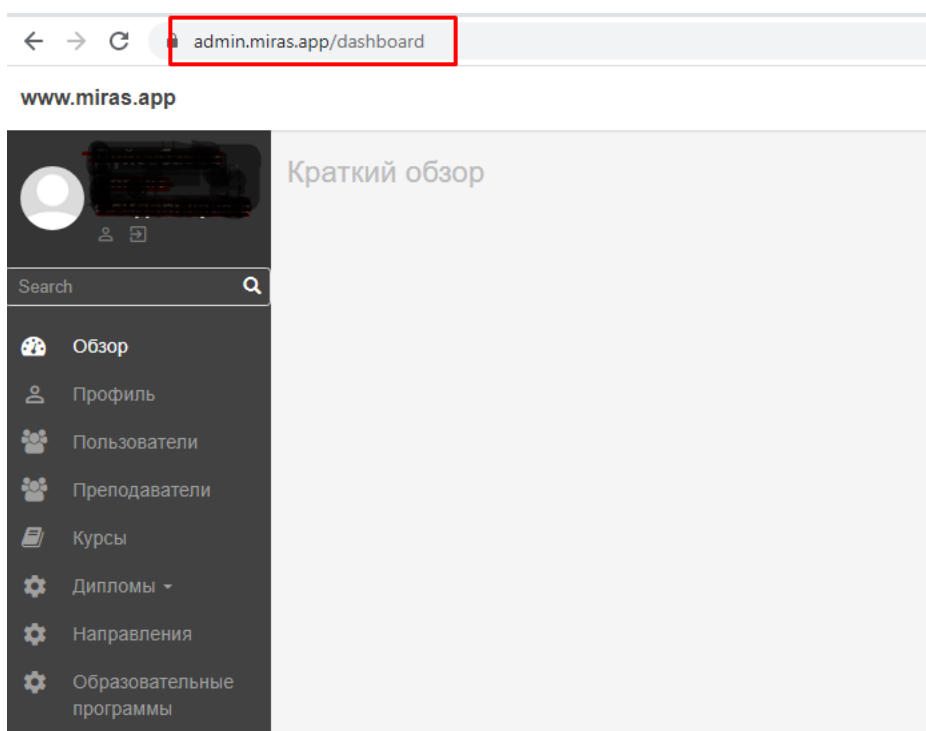 admin.miras.app/dashboard
www.miras.app
Краткий обзор
Search
Обзор
Профиль
Пользователи
Преподаватели
Курсы
Дипломы
Направления
Образовательные
программы